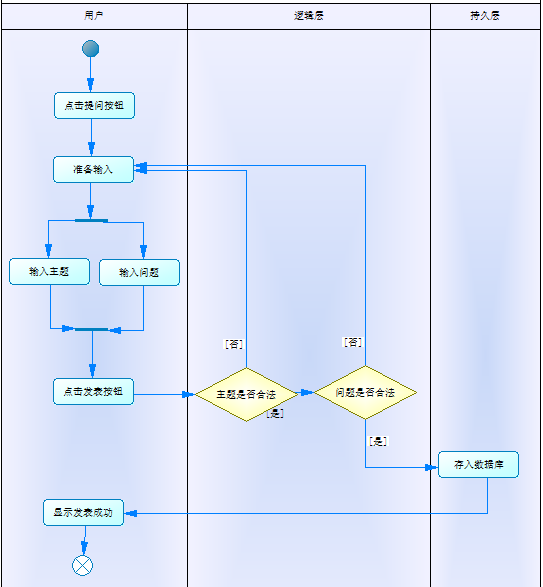 用户
逻辑层
持久层
点击提问按钮
准备输入
输入主题
输入问题
[否]
[否]
点击发表按钮
主题是否合法
[是]
问题是否合法
[是]
存入数据库
显示发表成功